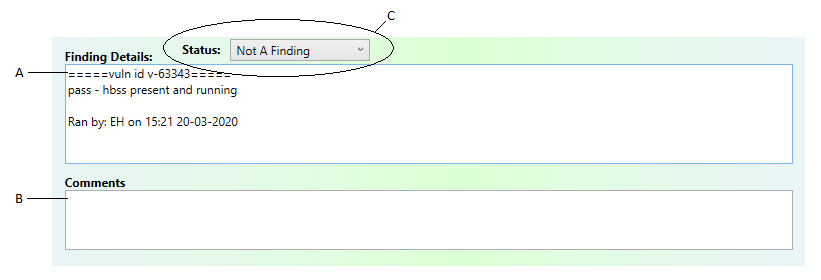 C
Status: Not A Finding
Finding Details:
A
=====vuln id v-63343=====
pass - hbss present and running
Ran by: EH on 15:21 20-03-2020
Comments
B